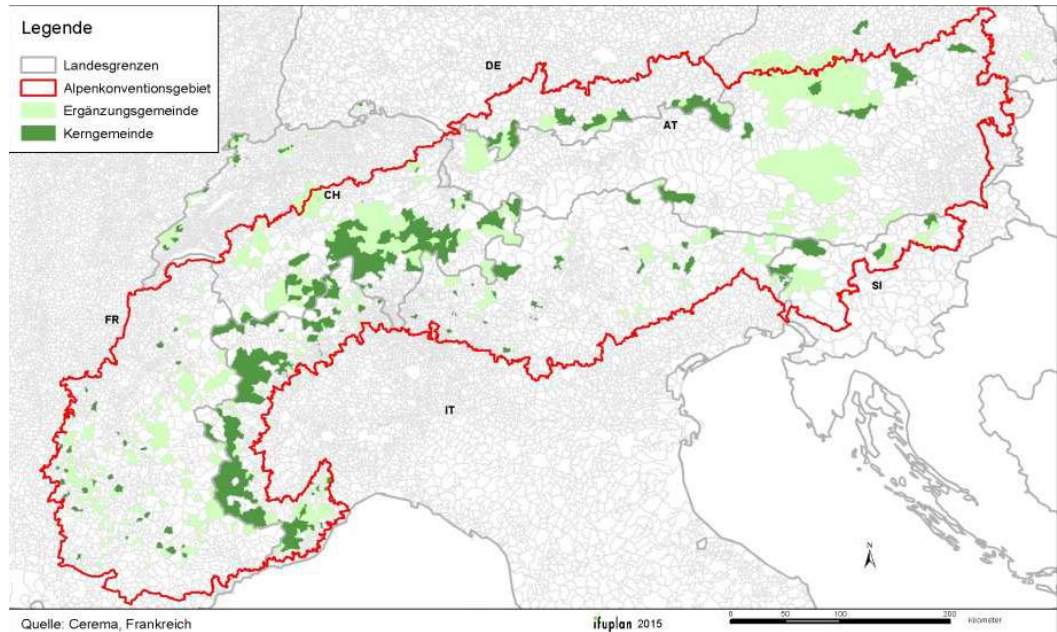 Legende
Landesgrenzen
Alpenkonventionsgebiet
Ergänzungsgemeinde
Kerngemeinde
DE
AT
CH
FR
SI
IT
N
0 50 100 200
Kilometer
Quelle: Cerema, Frankreich
ifuplan 2015